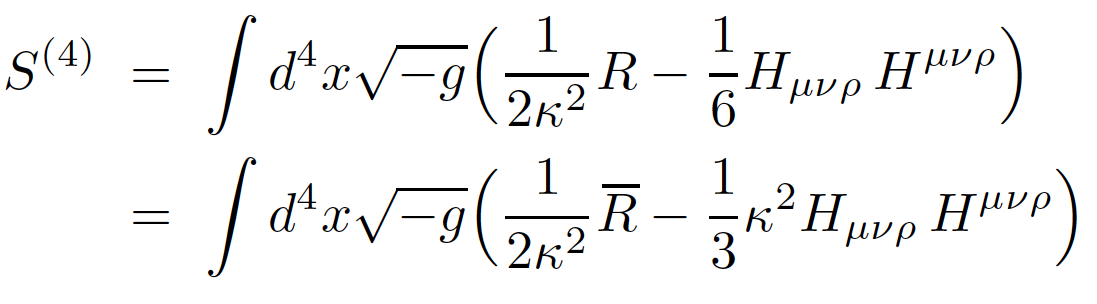 $S^{(4)} = \int d^4x\sqrt{-g}\Big(\frac{1}{2\kappa^2}R - \frac{1}{6}H_{\mu\nu\rho}\,H^{\mu\nu\rho}\Big)$
$= \int d^4x\sqrt{-g}\Big(\frac{1}{2\kappa^2}\overline{R} - \frac{1}{3}\kappa^2 H_{\mu\nu\rho}\,H^{\mu\nu\rho}\Big)$